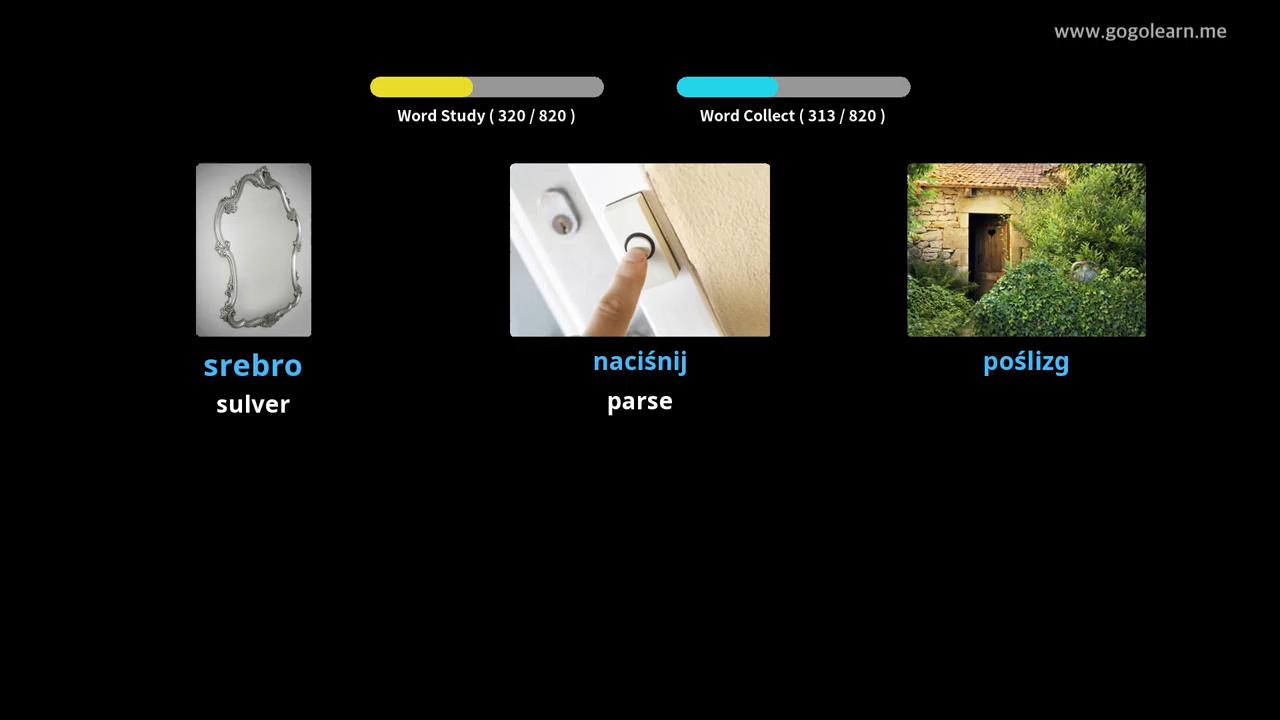 www.gogolearn.me
Word Study ( 320 / 820 )
Word Collect ( 313 / 820 )
srebro
naciśnij
poślizg
sulver
parse